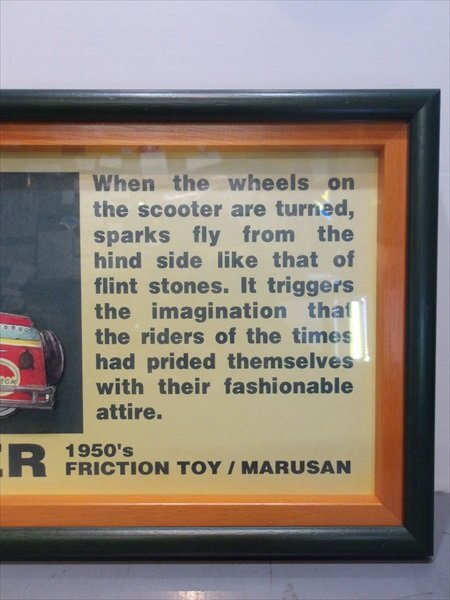 When the wheels on
the scooter are turned,
sparks fly from the
hind side like that of
flint stones. It triggers
the imagination that
the riders of the times
had prided themselves
with their fashionable
attire.
ER
1950's
FRICTION TOY / MARUSAN